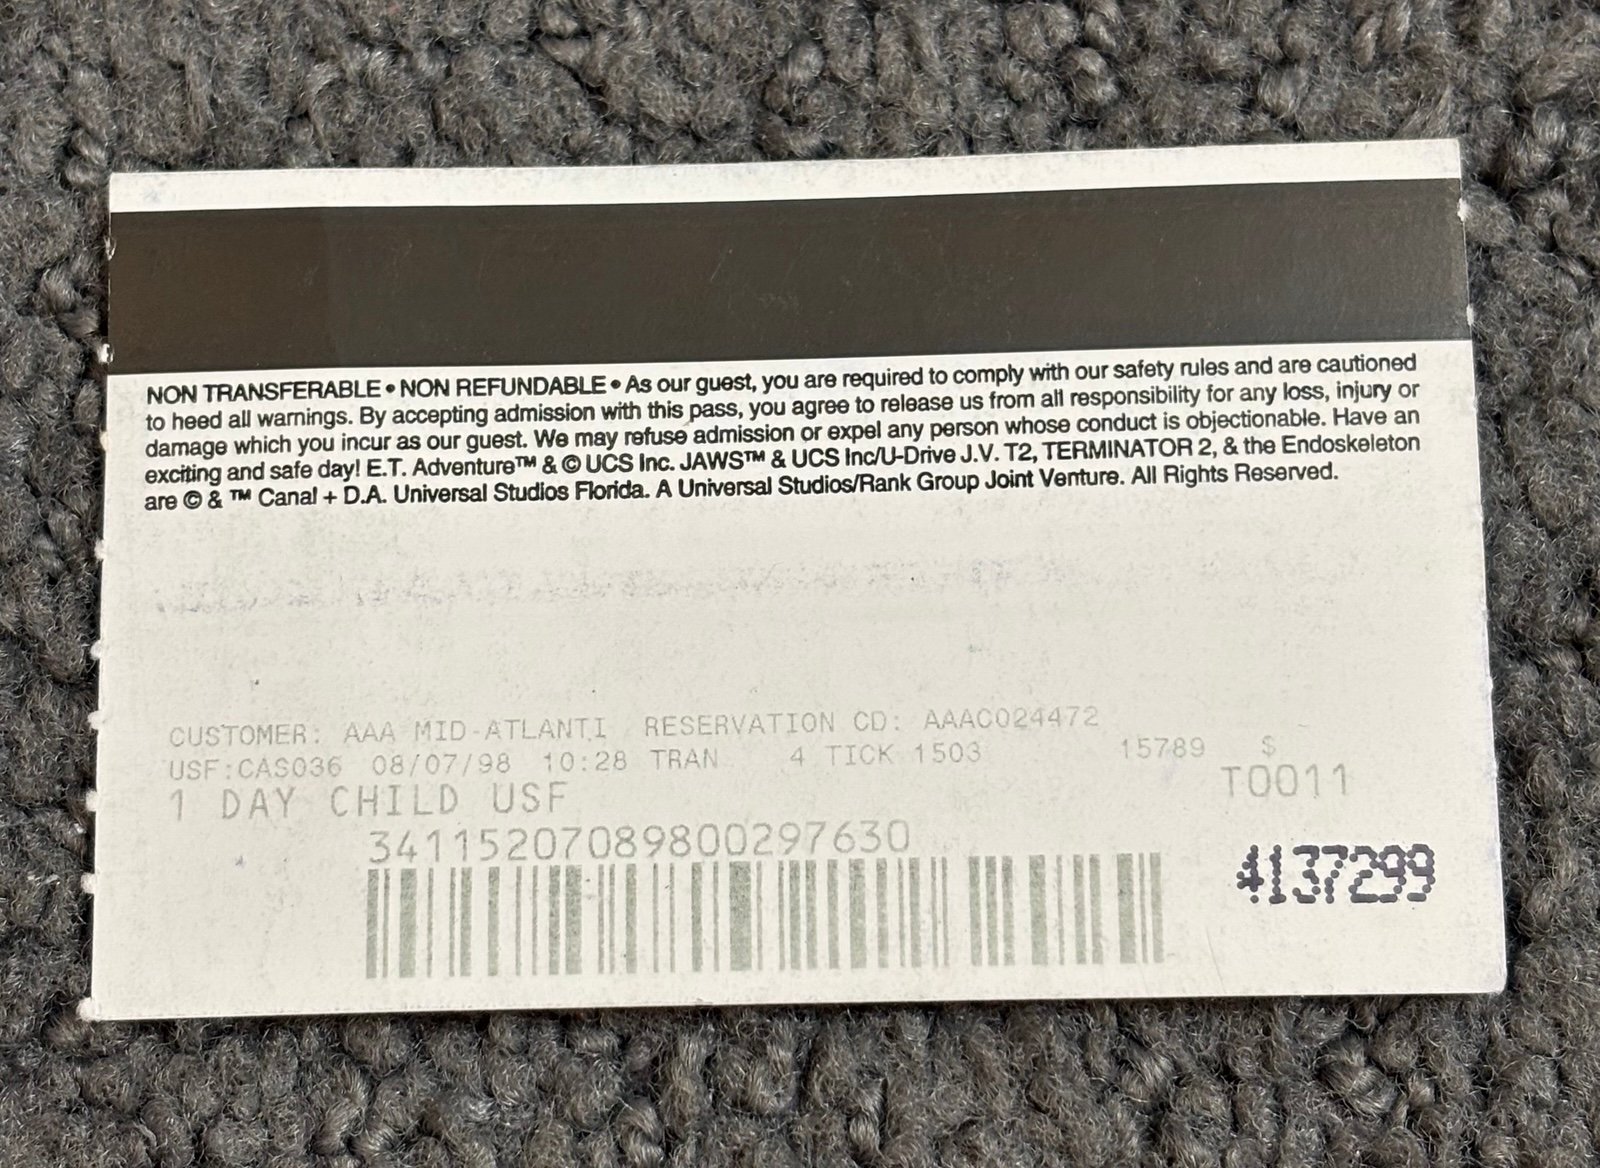 NON TRANSFERABLE • NON REFUNDABLE • As our guest, you are required to comply with our safety rules and are cautioned
to heed all warnings. By accepting admission with this pass, you agree to release us from all responsibility for any loss, injury or
damage which you incur as our guest. We may refuse admission or expel any person whose conduct is objectionable. Have an
exciting and safe day! E.T. Adventure™ & © UCS Inc. JAWS™ & UCS Inc/U-Drive J.V. T2, TERMINATOR 2, & the Endoskeleton
are © & ™ Canal + D.A. Universal Studios Florida. A Universal Studios/Rank Group Joint Venture. All Rights Reserved.
CUSTOMER: AAA MID-ATLANTI RESERVATION CD: AAAC024472
USF:CAS036 08/07/98 10:28 TRAN 4 TICK 1503 15789 $
1 DAY CHILD USF T0011
34115207089800297630
4137299